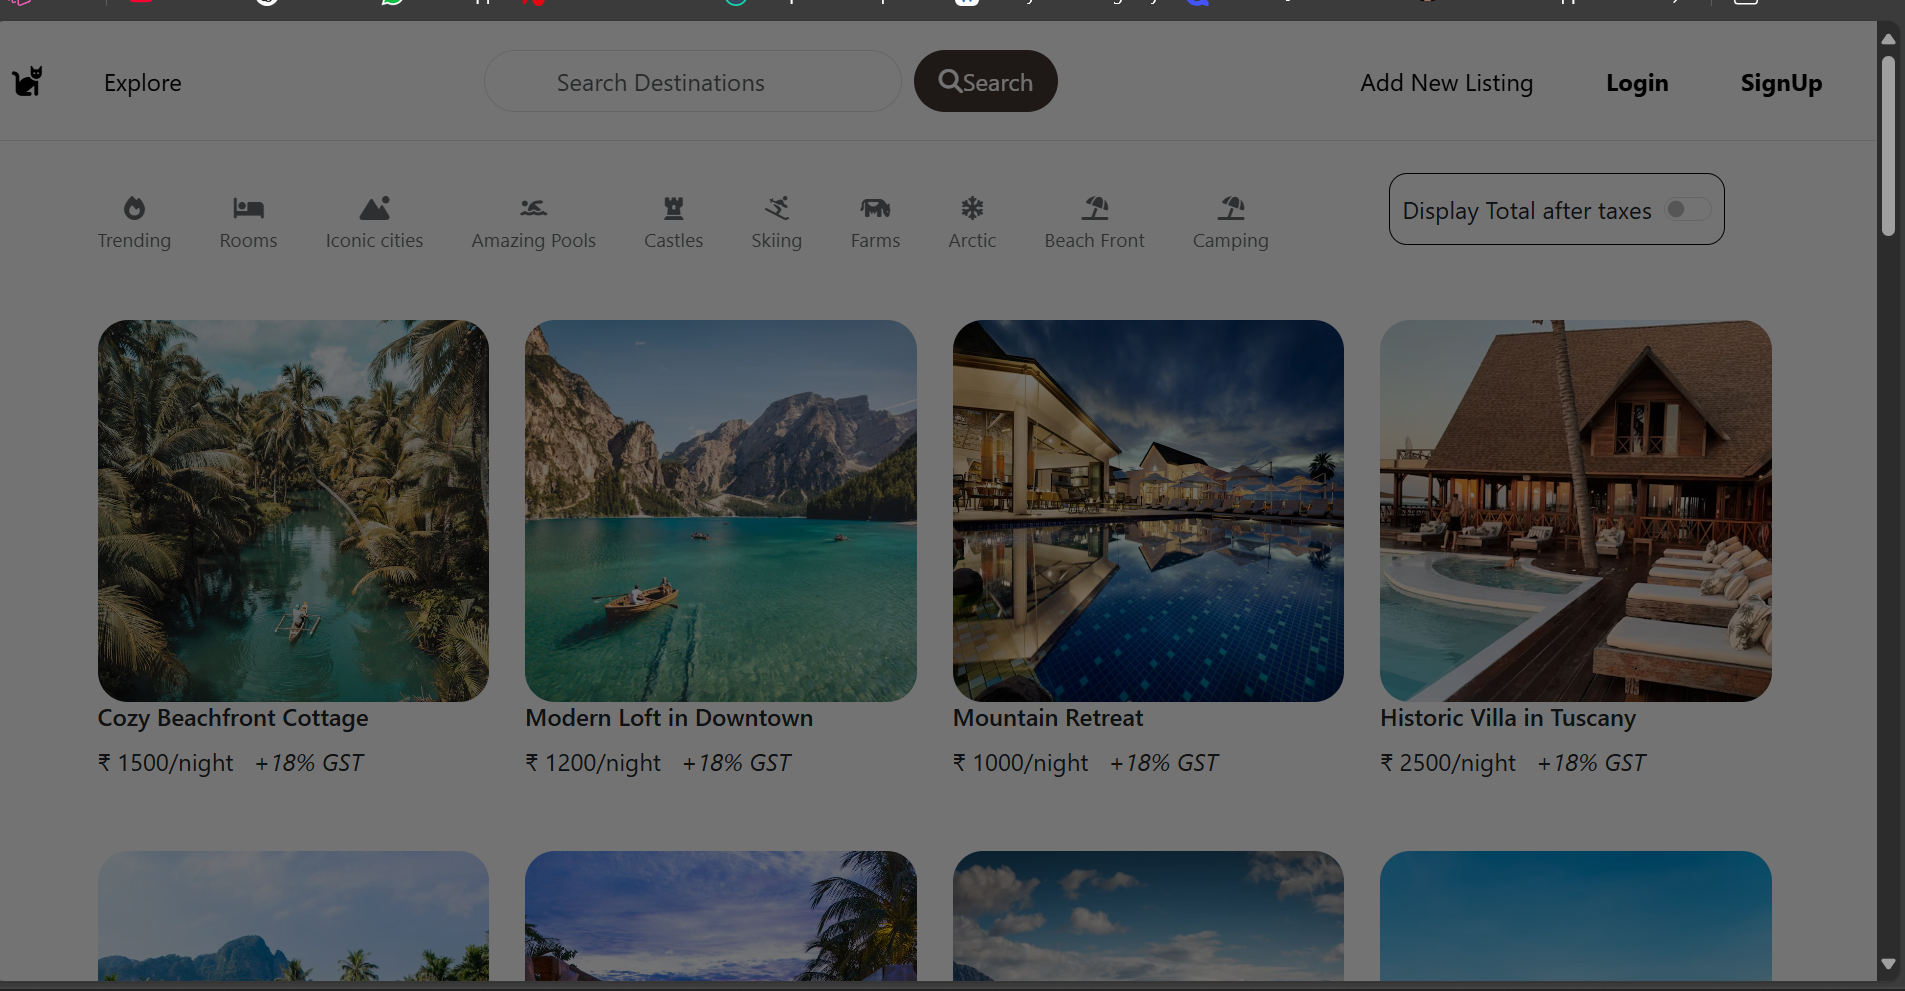 Explore
Search Destinations
Search
Add New Listing
Login
SignUp
Trending
Rooms
Iconic cities
Amazing Pools
Castles
Skiing
Farms
Arctic
Beach Front
Camping
Display Total after taxes
Cozy Beachfront Cottage
₹ 1500/night +18% GST
Modern Loft in Downtown
₹ 1200/night +18% GST
Mountain Retreat
₹ 1000/night +18% GST
Historic Villa in Tuscany
₹ 2500/night +18% GST